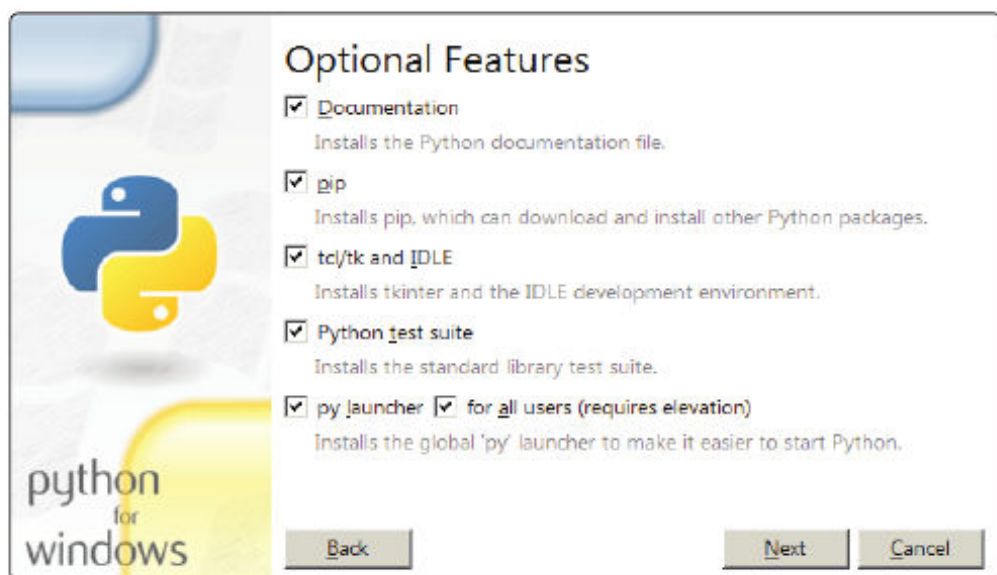 Optional Features
Documentation
Installs the Python documentation file.
pip
Installs pip, which can download and install other Python packages.
tcl/tk and IDLE
Installs tkinter and the IDLE development environment.
Python test suite
Installs the standard library test suite.
py launcher for all users (requires elevation)
Installs the global 'py' launcher to make it easier to start Python.
python
for
windows
Back Next Cancel